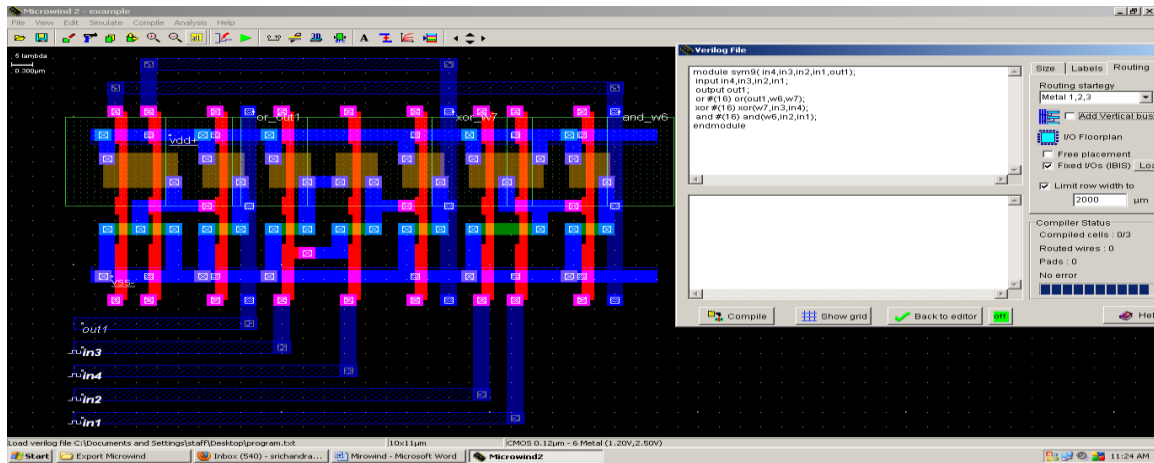 Microwind 2 - example
File View Edit Simulate Compile Analysis Help
5 lambda
0.300µm
or_out1
xor_w7
and_w6
vdd+
vss-
out1
in3
in4
in2
in1
Verilog File
module sym9( in4,in3,in2,in1,out1);
input in4,in3,in2,in1;
output out1;
or #(16) or(out1,w6,w7);
xor #(16) xor(w7,in3,in4);
and #(16) and(w6,in2,in1);
endmodule
Size Labels Routing
Routing startegy
Metal 1,2,3
Add Vertical bus
I/O Floorplan
Free placement
Fixed I/Os (IBIS) Loa
Limit row width to
2000 µm
Compiler Status
Compiled cells : 0/3
Routed wires : 0
Pads : 0
No error
Compile Show grid Back to editor off Hel
Load verilog file C:\Documents and Settings\staff\Desktop\program.txt 10x11µm CMOS 0.12µm - 6 Metal (1.20V,2.50V)
Start Export Microwind Inbox (540) - srichandra... Mirowind - Microsoft Word Microwind2 11:24 AM